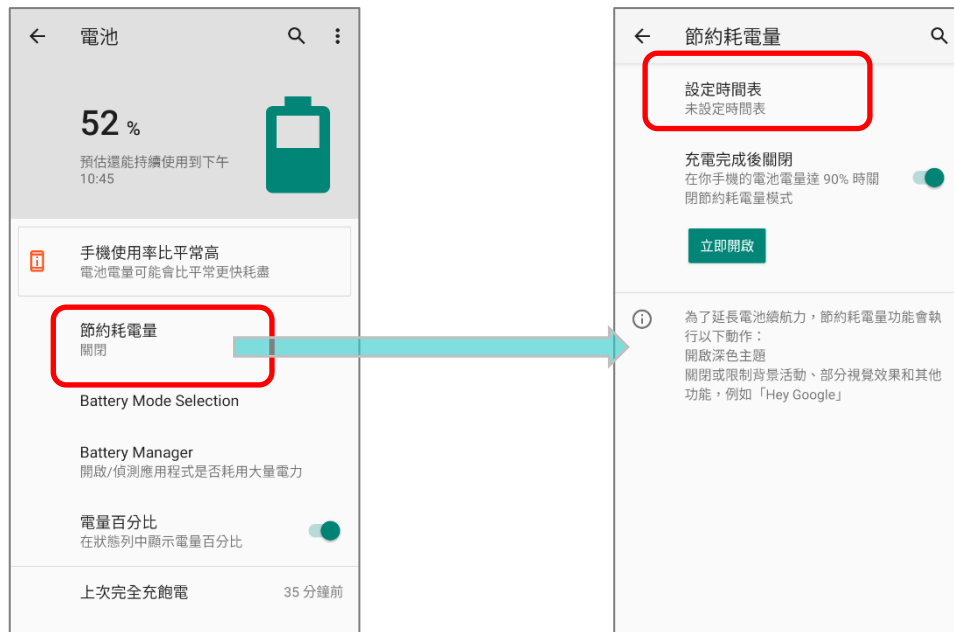 電池
52 %
預估還能持續使用到下午
10:45
手機使用率比平常高
電池電量可能會比平常更快耗盡
節約耗電量
關閉
Battery Mode Selection
Battery Manager
開啟/偵測應用程式是否耗用大量電力
電量百分比
在狀態列中顯示電量百分比
上次完全充飽電
35 分鐘前
節約耗電量
設定時間表
未設定時間表
充電完成後關閉
在你手機的電池電量達 90% 時關
閉節約耗電量模式
立即開啟
為了延長電池續航力，節約耗電量功能會執
行以下動作：
開啟深色主題
關閉或限制背景活動、部分視覺效果和其他
功能，例如「Hey Google」